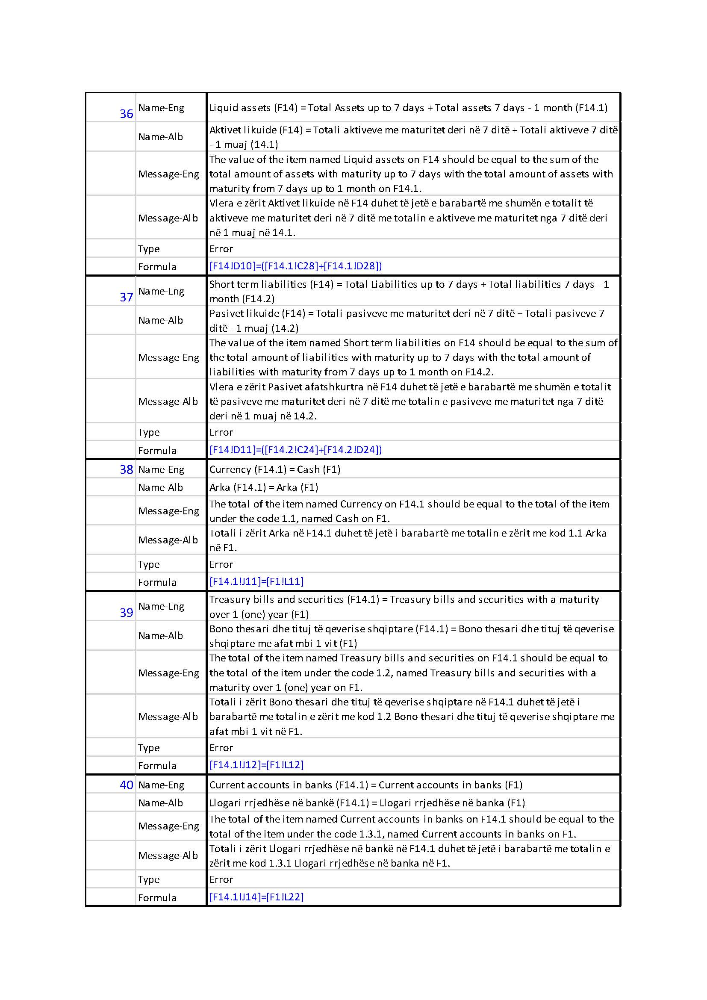 36 Name-Eng Liquid assets (F14) = Total Assets up to 7 days + Total assets 7 days - 1 month (F14.1)
Name-Alb Aktivet likuide (F14) = Totali aktiveve me maturitet deri në 7 ditë + Totali aktiveve 7 ditë
- 1 muaj (14.1)
The value of the item named Liquid assets on F14 should be equal to the sum of the
Message-Eng total amount of assets with maturity up to 7 days with the total amount of assets with
maturity from 7 days up to 1 month on F14.1.
Vlera e zërit Aktivet likuide në F14 duhet të jetë e barabartë me shumën e totalit të
Message-Alb aktiveve me maturitet deri në 7 ditë me totalin e aktiveve me maturitet nga 7 ditë deri
në 1 muaj në 14.1.
Type Error
Formula [F14!D10]=([F14.1!C28]+[F14.1!D28])
37 Name-Eng Short term liabilities (F14) = Total Liabilities up to 7 days + Total liabilities 7 days - 1
month (F14.2)
Name-Alb Pasivet likuide (F14) = Totali pasiveve me maturitet deri në 7 ditë + Totali pasiveve 7
ditë - 1 muaj (14.2)
The value of the item named Short term liabilities on F14 should be equal to the sum of
Message-Eng the total amount of liabilities with maturity up to 7 days with the total amount of
liabilities with maturity from 7 days up to 1 month on F14.2.
Vlera e zërit Pasivet afatshkurtra në F14 duhet të jetë e barabartë me shumën e totalit
Message-Alb të pasiveve me maturitet deri në 7 ditë me totalin e pasiveve me maturitet nga 7 ditë
deri në 1 muaj në 14.2.
Type Error
Formula [F14!D11]=([F14.2!C24]+[F14.2!D24])
38 Name-Eng Currency (F14.1) = Cash (F1)
Name-Alb Arka (F14.1) = Arka (F1)
Message-Eng The total of the item named Currency on F14.1 should be equal to the total of the item
under the code 1.1, named Cash on F1.
Message-Alb Totali i zërit Arka në F14.1 duhet të jetë i barabartë me totalin e zërit me kod 1.1 Arka
në F1.
Type Error
Formula [F14.1!J11]=[F1!L11]
39 Name-Eng Treasury bills and securities (F14.1) = Treasury bills and securities with a maturity
over 1 (one) year (F1)
Name-Alb Bono thesari dhe tituj të qeverise shqiptare (F14.1) = Bono thesari dhe tituj të qeverise
shqiptare me afat mbi 1 vit (F1)
The total of the item named Treasury bills and securities on F14.1 should be equal to
Message-Eng the total of the item under the code 1.2, named Treasury bills and securities with a
maturity over 1 (one) year on F1.
Totali i zërit Bono thesari dhe tituj të qeverise shqiptare në F14.1 duhet të jetë i
Message-Alb barabartë me totalin e zërit me kod 1.2 Bono thesari dhe tituj të qeverise shqiptare me
afat mbi 1 vit në F1.
Type Error
Formula [F14.1!J12]=[F1!L12]
40 Name-Eng Current accounts in banks (F14.1) = Current accounts in banks (F1)
Name-Alb Llogari rrjedhëse në bankë (F14.1) = Llogari rrjedhëse në banka (F1)
Message-Eng The total of the item named Current accounts in banks on F14.1 should be equal to the
total of the item under the code 1.3.1, named Current accounts in banks on F1.
Message-Alb Totali i zërit Llogari rrjedhëse në bankë në F14.1 duhet të jetë i barabartë me totalin e
zërit me kod 1.3.1 Llogari rrjedhëse në banka në F1.
Type Error
Formula [F14.1!J14]=[F1!L22]